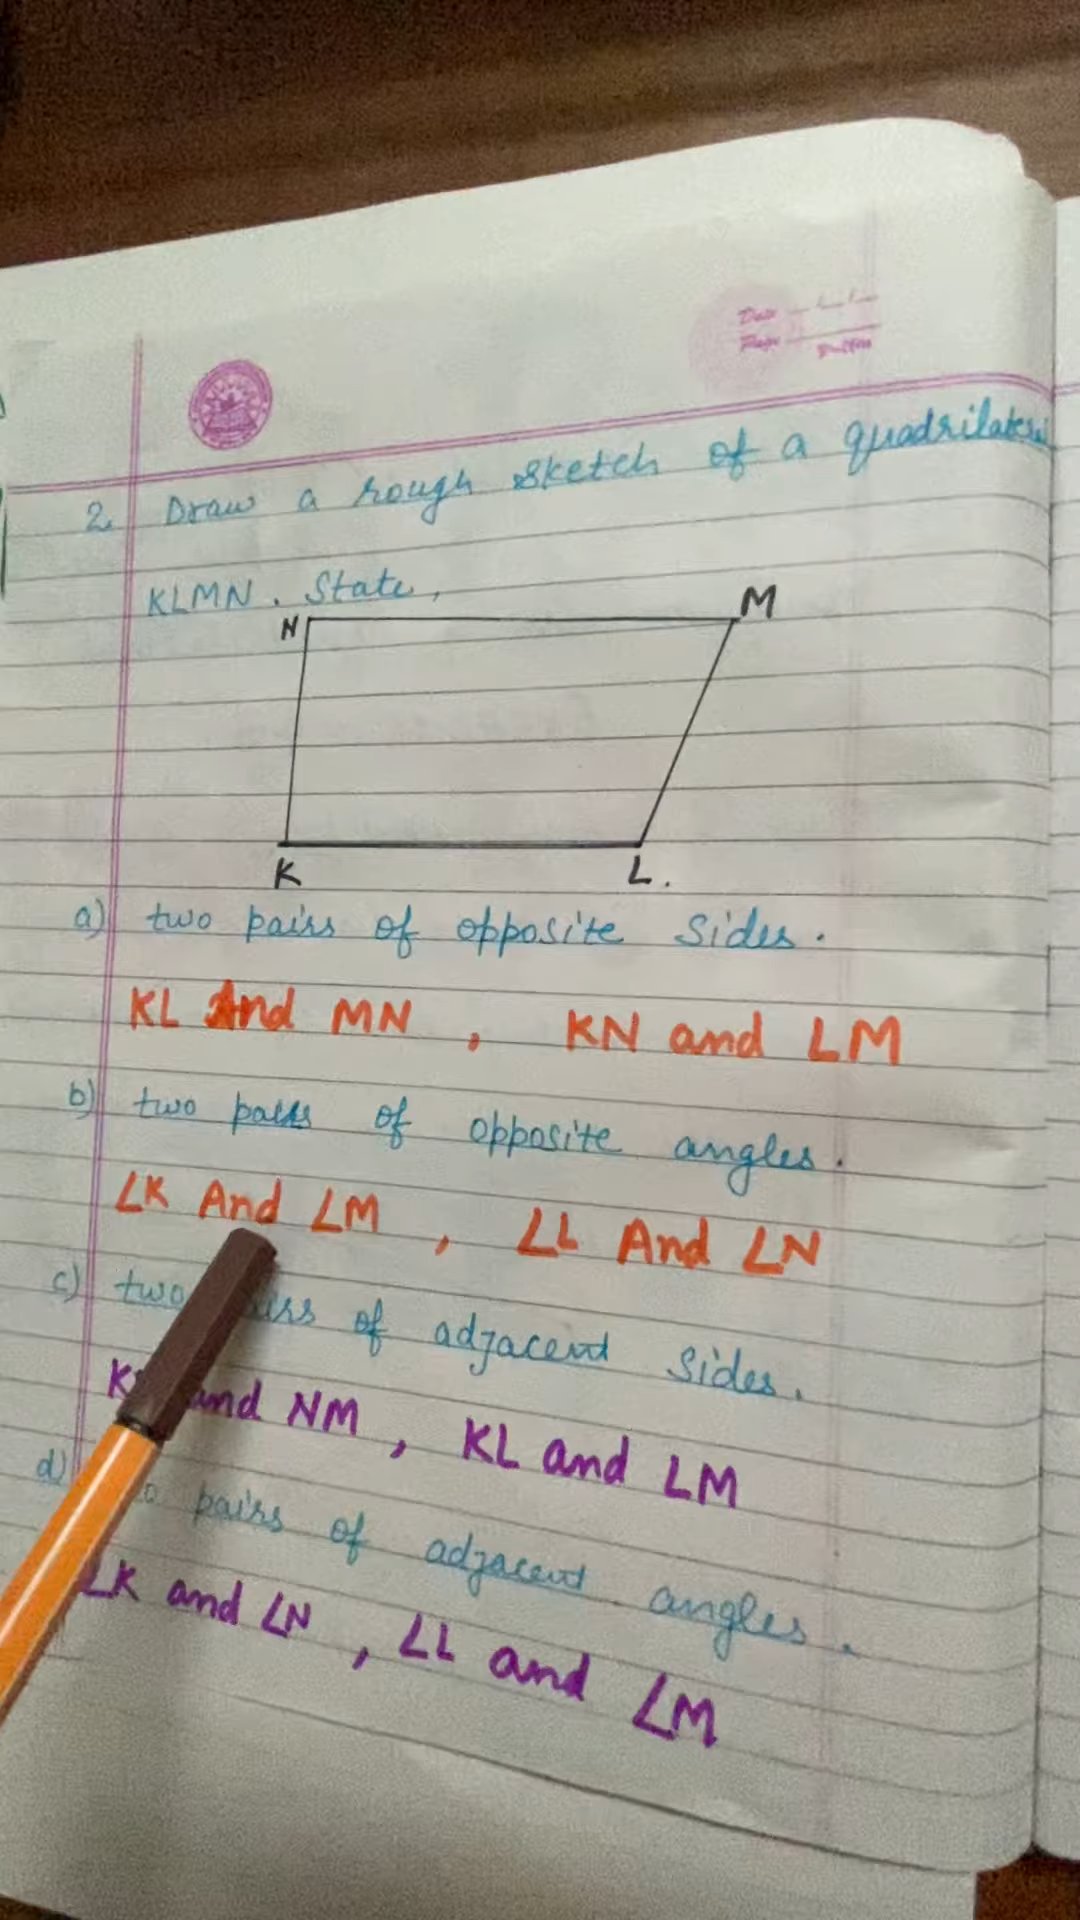 Date
Page
2. Draw a rough sketch of a quadrilateral
KLMN. State,
N M
K L.
a) two pairs of opposite sides.
KL And MN, KN and LM
b) two pairs of opposite angles.
∠K And ∠M, ∠L And ∠N
c) two of adjacent sides.
and NM, KL and LM
d) pairs of adjacent angles.
∠K and ∠N, ∠L and ∠M